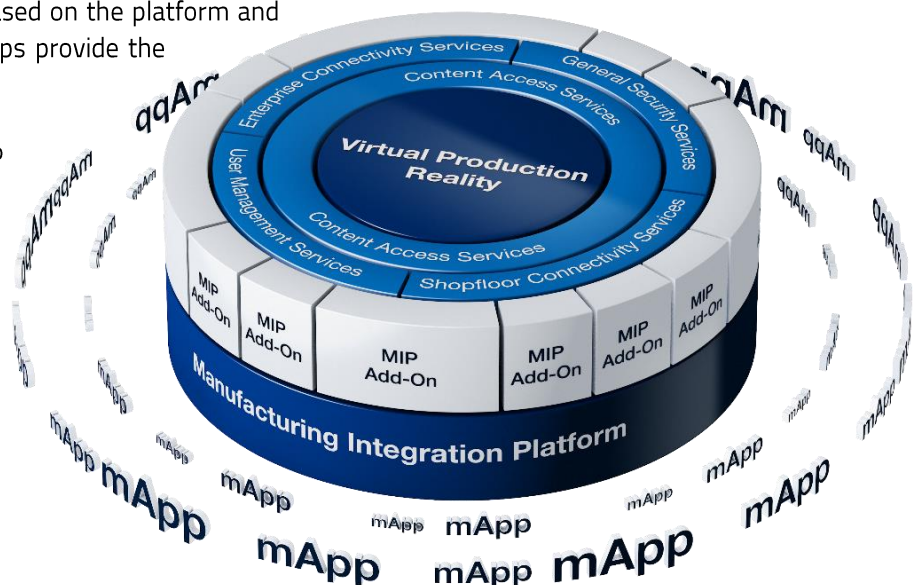 ased on the platform and
ps provide the
Enterprise Connectivity Services
General Security Services
Content Access Services
Virtual Production
Reality
User Management Services
Content Access Services
Shopfloor Connectivity Services
MIP
Add-On
MIP
Add-On
MIP
Add-On
MIP
Add-On
MIP
Add-On
MIP
Add-On
Manufacturing Integration Platform
mApp
mApp
mApp
mApp
mApp
mApp
mApp
mApp
mApp
mApp
mApp
mApp
mApp
mApp